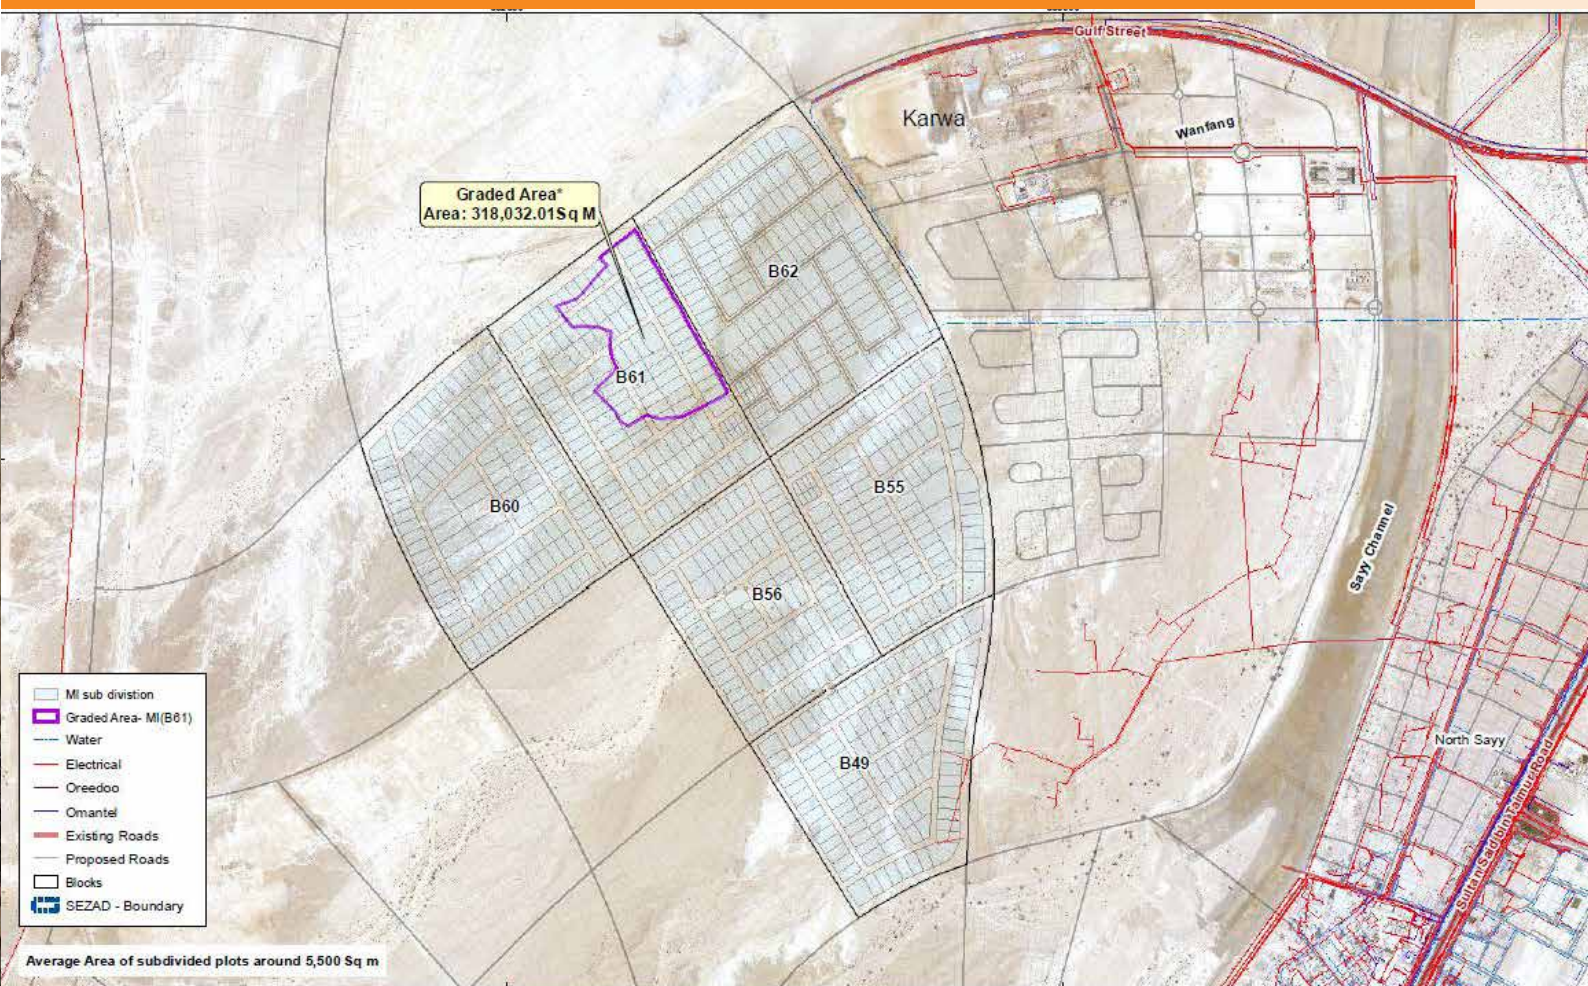 Gulf Street
Karwa
Wanfang
Graded Area*
Area: 318,032.01Sq M
B62
B61
B55
B60
B56
Sayy Channel
B49
North Sayy
Sultan Said bin Taimur Road
MI sub divistion
Graded Area- MI(B61)
Water
Electrical
Oreedoo
Omantel
Existing Roads
Proposed Roads
Blocks
SEZAD - Boundary
Average Area of subdivided plots around 5,500 Sq m